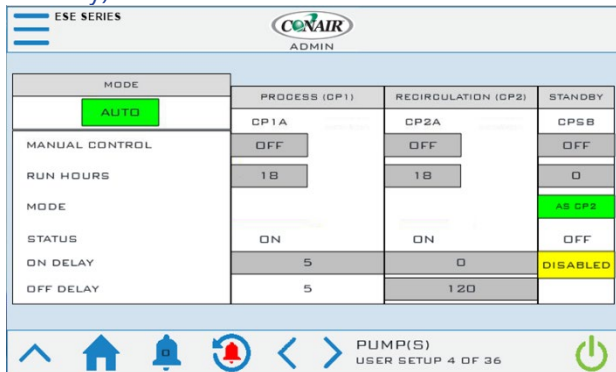 ESE SERIES
CONAIR
ADMIN
MODE
AUTO
PROCESS (CP1) RECIRCULATION (CP2) STANDBY
CP1A CP2A CPSB
MANUAL CONTROL OFF OFF OFF
RUN HOURS 18 18 0
MODE AS CP2
STATUS ON ON OFF
ON DELAY 5 0 DISABLED
OFF DELAY 5 120
0
PUMP(S)
USER SETUP 4 OF 36